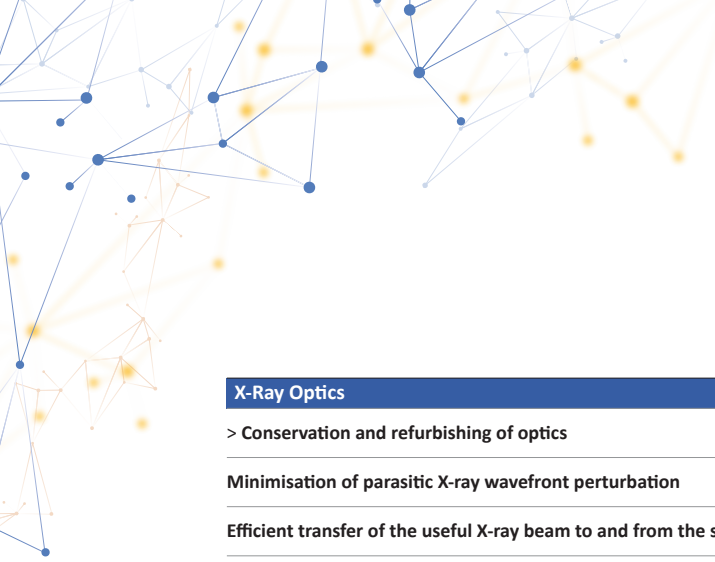 X-Ray Optics
> Conservation and refurbishing of optics
Minimisation of parasitic X-ray wavefront perturbation
Efficient transfer of the useful X-ray beam to and from the